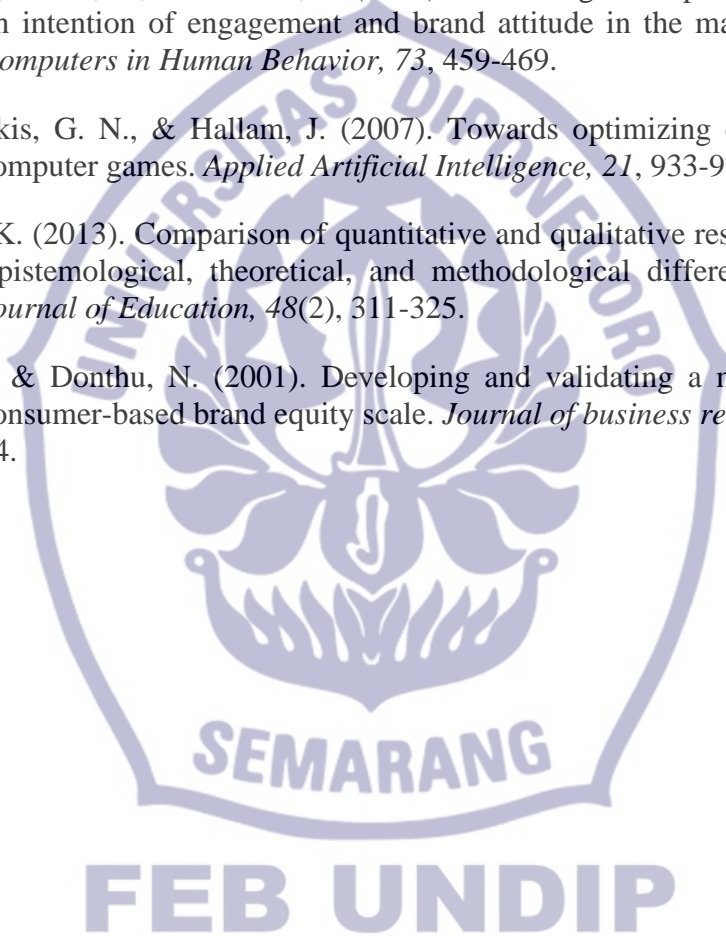 n intention of engagement and brand attitude in the ma
omputers in Human Behavior, 73, 459-469.
kis, G. N., & Hallam, J. (2007). Towards optimizing
omputer games. Applied Artificial Intelligence, 21, 933-9
K. (2013). Comparison of quantitative and qualitative res
pistemological, theoretical, and methodological differe
ournal of Education, 48(2), 311-325.
& Donthu, N. (2001). Developing and validating a
onsumer-based brand equity scale. Journal of business re
4.
UNIVERSITAS DIPONEGORO
SEMARANG
FEB UNDIP